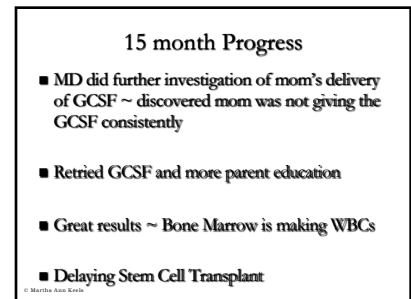 15 month Progress
■ MD did further investigation of mom's delivery
of GCSF ~ discovered mom was not giving the
GCSF consistently
■ Retried GCSF and more parent education
■ Great results ~ Bone Marrow is making WBCs
■ Delaying Stem Cell Transplant
© Martha Ann Keels